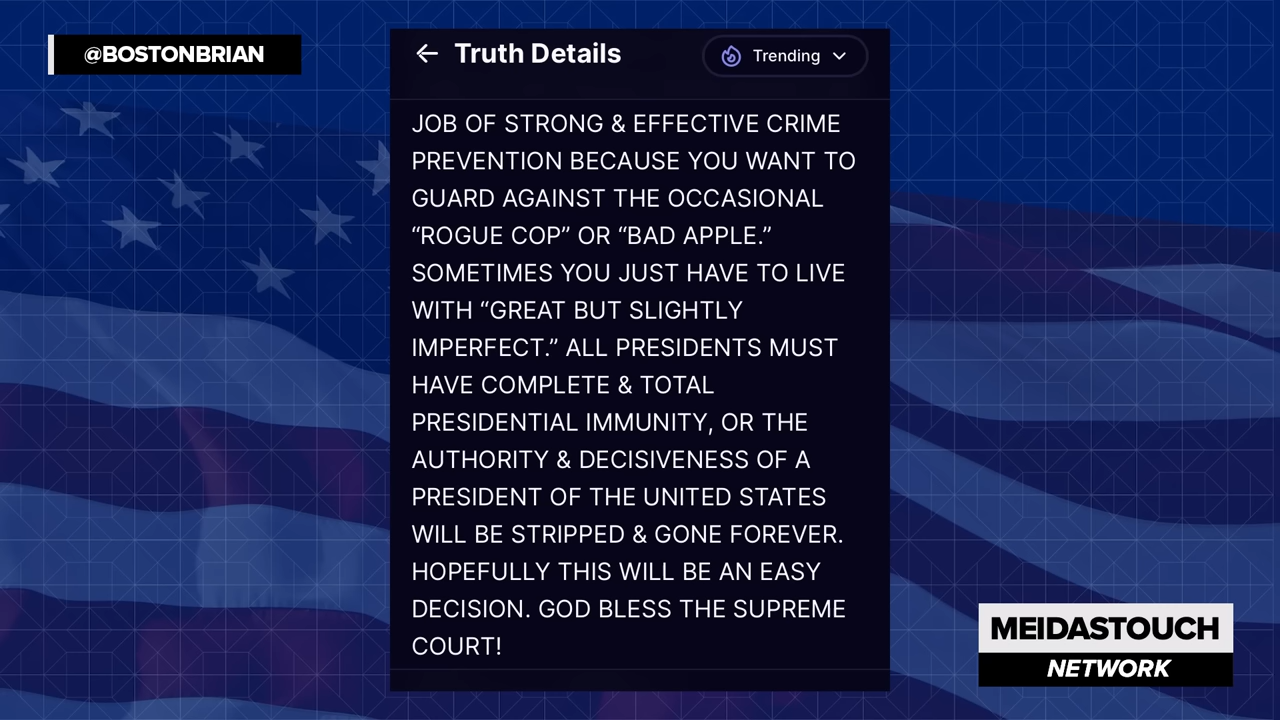 @BOSTONBRIAN
← Truth Details
Trending
JOB OF STRONG & EFFECTIVE CRIME
PREVENTION BECAUSE YOU WANT TO
GUARD AGAINST THE OCCASIONAL
“ROGUE COP” OR “BAD APPLE.”
SOMETIMES YOU JUST HAVE TO LIVE
WITH “GREAT BUT SLIGHTLY
IMPERFECT.” ALL PRESIDENTS MUST
HAVE COMPLETE & TOTAL
PRESIDENTIAL IMMUNITY, OR THE
AUTHORITY & DECISIVENESS OF A
PRESIDENT OF THE UNITED STATES
WILL BE STRIPPED & GONE FOREVER.
HOPEFULLY THIS WILL BE AN EASY
DECISION. GOD BLESS THE SUPREME
COURT!
MEIDASTOUCH
NETWORK